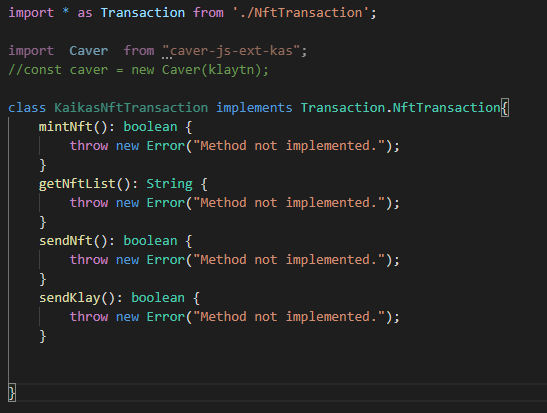 import * as Transaction from './NftTransaction';
import  Caver  from "caver-js-ext-kas";
//const caver = new Caver(klaytn);
class KaikasNftTransaction implements Transaction.NftTransaction{
mintNft(): boolean {
throw new Error("Method not implemented.");
}
getNftList(): String {
throw new Error("Method not implemented.");
}
sendNft(): boolean {
throw new Error("Method not implemented.");
}
sendKlay(): boolean {
throw new Error("Method not implemented.");
}
}